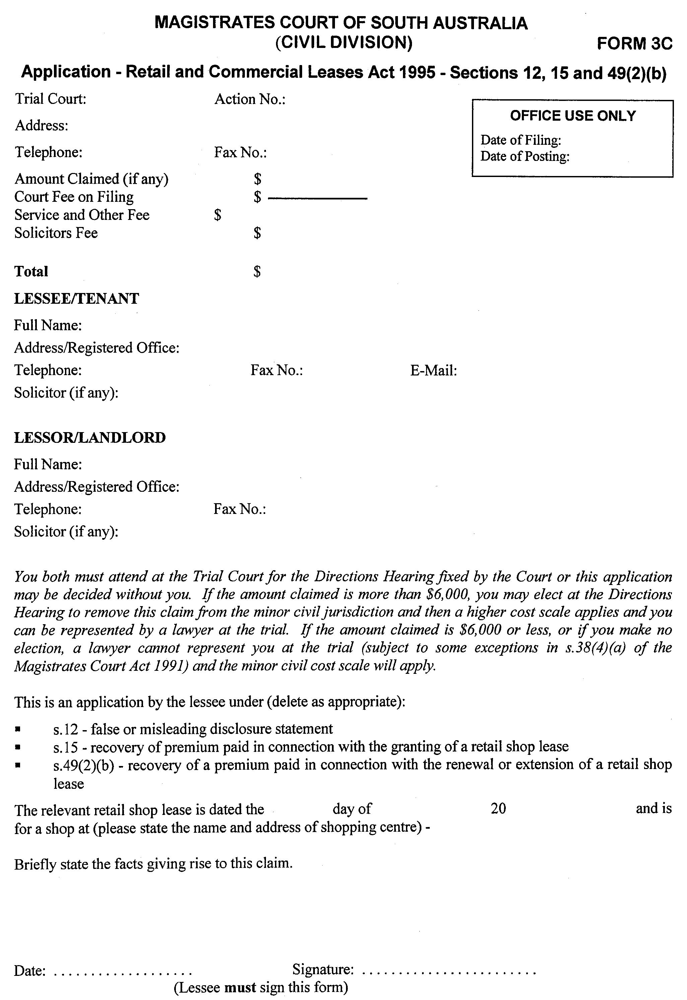 MAGISTRATES COURT OF SOUTH AUSTRALIA
(CIVIL DIVISION)
FORM 3C
Application - Retail and Commercial Leases Act 1995 - Sections 12, 15 and 49(2)(b)
Trial Court: Action No.:
OFFICE USE ONLY
Address:
Date of Filing:
Telephone: Fax No.:
Date of Posting:
Amount Claimed (if any) $
Court Fee on Filing $
Service and Other Fee $
Solicitors Fee $
Total $
LESSEE/TENANT
Full Name:
Address/Registered Office:
Telephone: Fax No.: E-Mail:
Solicitor (if any):
LESSOR/LANDLORD
Full Name:
Address/Registered Office:
Telephone: Fax No.:
Solicitor (if any):
You both must attend at the Trial Court for the Directions Hearing fixed by the Court or this application
may be decided without you. If the amount claimed is more than $6,000, you may elect at the Directions
Hearing to remove this claim from the minor civil jurisdiction and then a higher cost scale applies and you
can be represented by a lawyer at the trial. If the amount claimed is $6,000 or less, or if you make no
election, a lawyer cannot represent you at the trial (subject to some exceptions in s.38(4)(a) of the
Magistrates Court Act 1991) and the minor civil cost scale will apply.
This is an application by the lessee under (delete as appropriate):
▪ s.12 - false or misleading disclosure statement
▪ s.15 - recovery of premium paid in connection with the granting of a retail shop lease
▪ s.49(2)(b) - recovery of a premium paid in connection with the renewal or extension of a retail shop
lease
The relevant retail shop lease is dated the day of 20 and is
for a shop at (please state the name and address of shopping centre) -
Briefly state the facts giving rise to this claim.
Date: ................... Signature: ........................
(Lessee must sign this form)